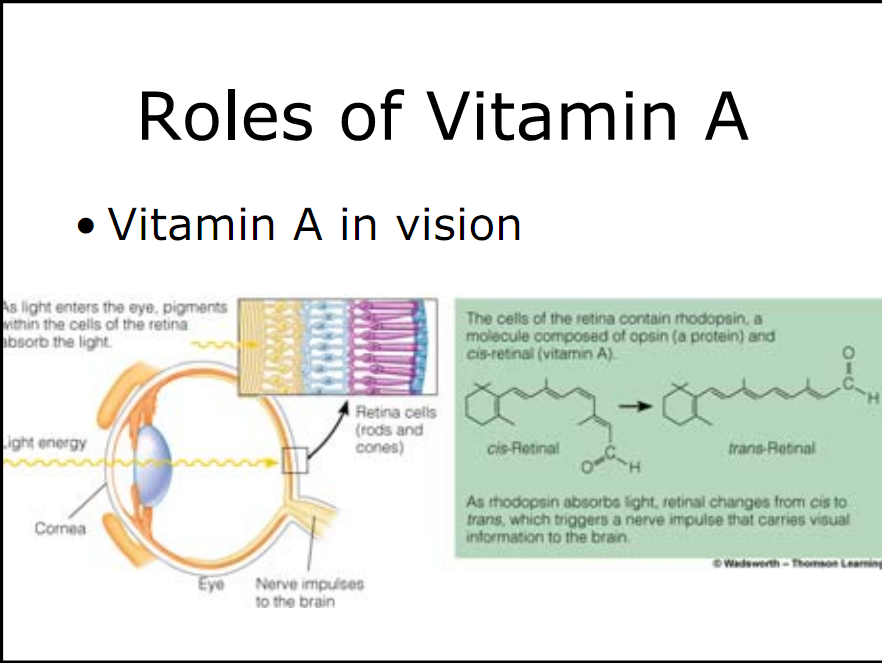 Roles of Vitamin A
• Vitamin A in vision
As light enters the eye, pigments
within the cells of the retina
absorb the light.
Light energy
Cornea
Eye
Nerve impulses
to the brain
Retina cells
(rods and
cones)
The cells of the retina contain rhodopsin, a
molecule composed of opsin (a protein) and
cis-retinal (vitamin A).
O
C
H
cis-Retinal
trans-Retinal
O
C
H
As rhodopsin absorbs light, retinal changes from cis to
trans, which triggers a nerve impulse that carries visual
information to the brain.
© Wadsworth – Thomson Learning